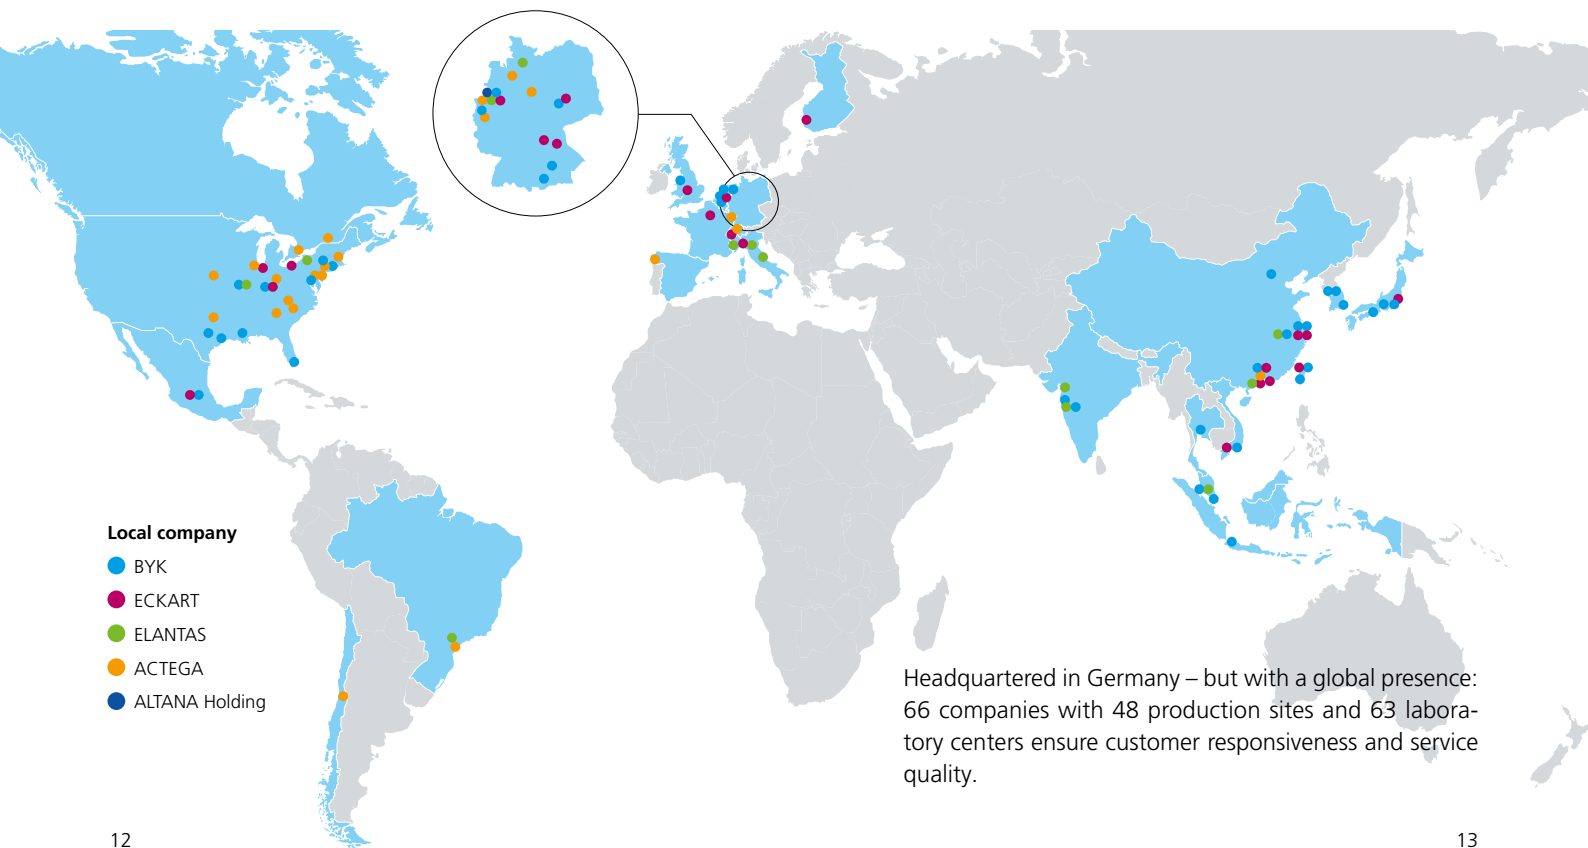 Local company
BYK
ECKART
ELANTAS
ACTEGA
ALTANA Holding
Headquartered in Germany – but with a global presence:
66 companies with 48 production sites and 63 labora-
tory centers ensure customer responsiveness and service
quality.
12
13